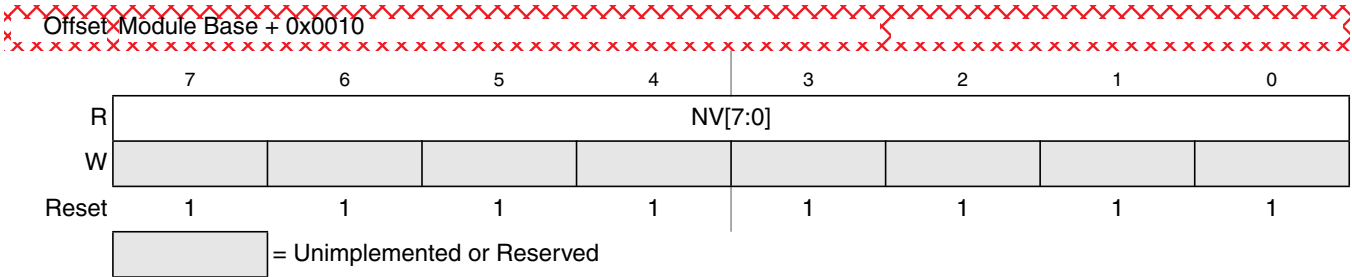 Offset Module Base + 0x0010
7 6 5 4 3 2 1 0
R NV[7:0]
W
Reset 1 1 1 1 1 1 1 1
= Unimplemented or Reserved